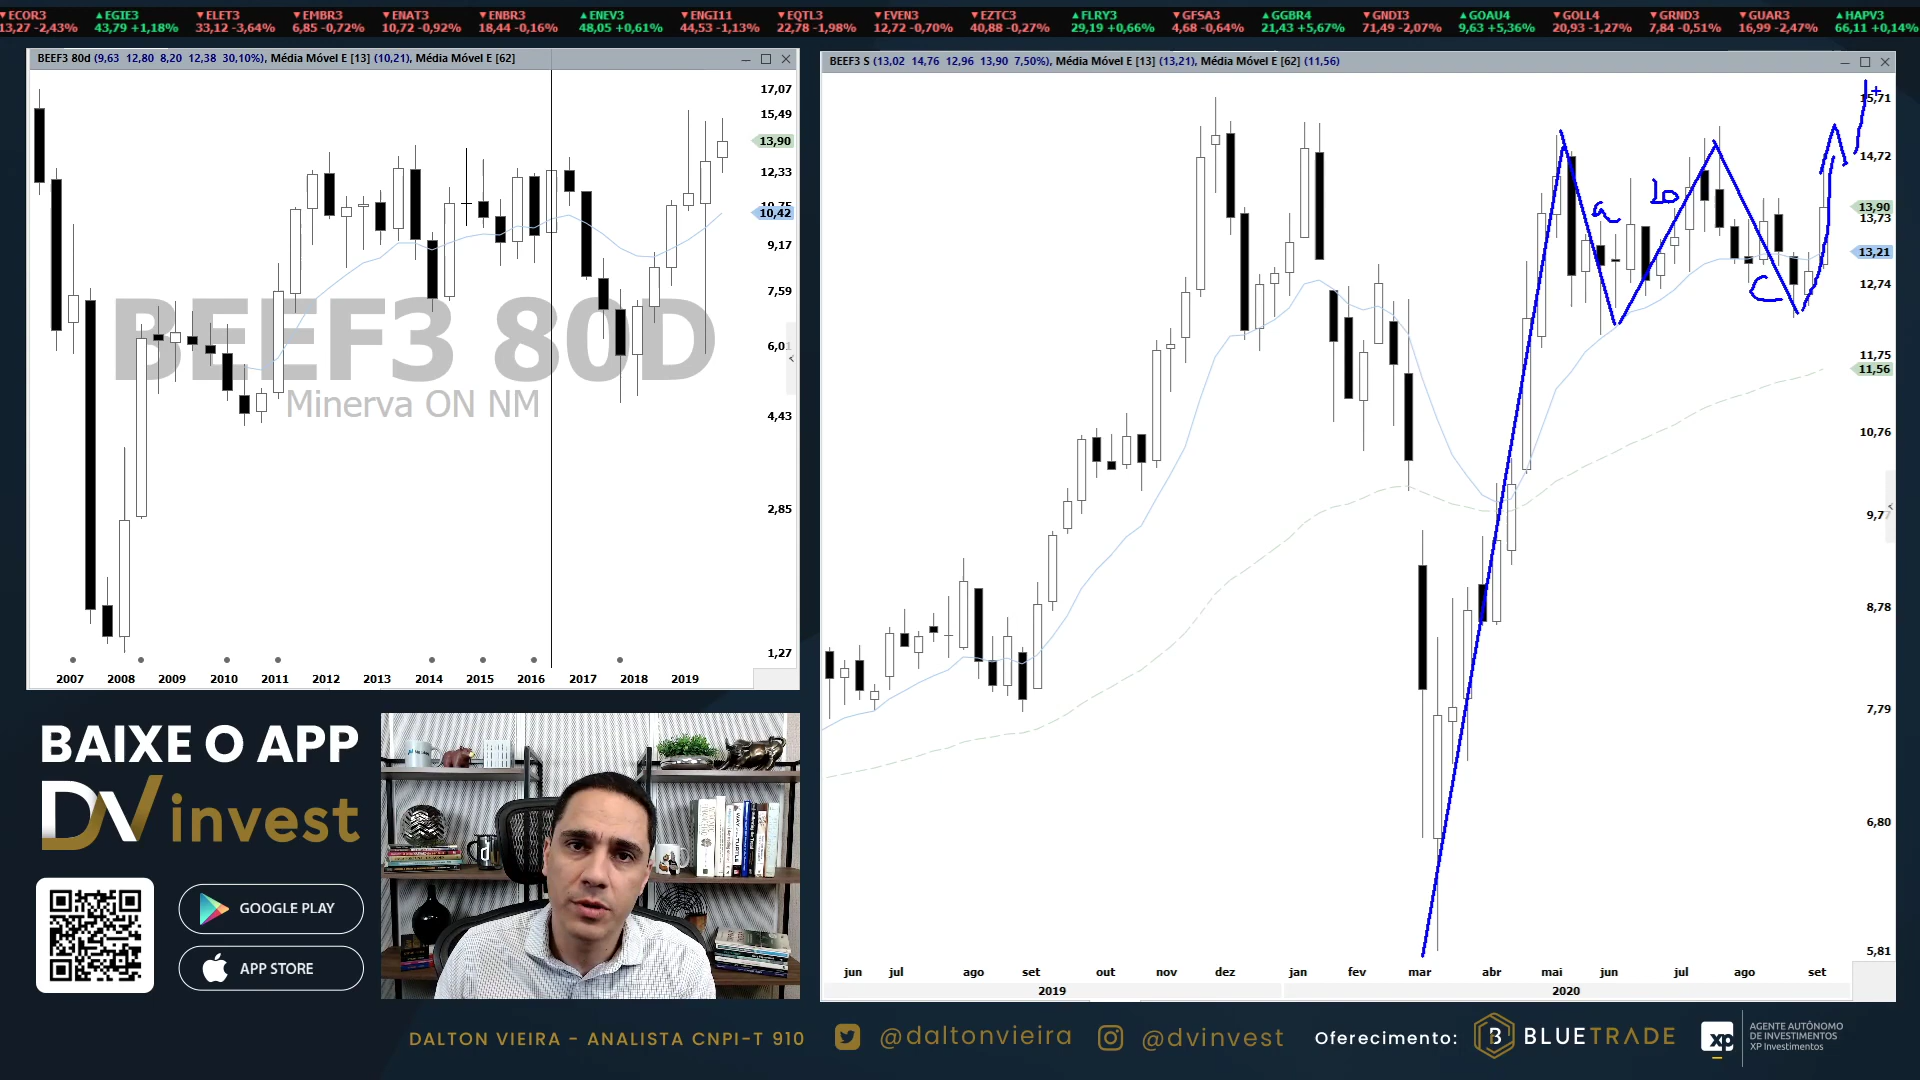 ▼ECOR3 ▲EGIE3 ▼ELET3 ▼EMBR3 ▼ENAT3 ▼ENBR3 ▲ENEV3 ▼ENGI11 ▼EQTL3 ▼EVEN3 ▼EZTC3 ▲FLRY3 ▼GFSA3 ▲GGBR4 ▼GNDI3 ▲GOAU4 ▼GOLL4 ▼GRND3 ▼GUAR3 ▲HAPV3
13,27 -2,43% 43,79 +1,18% 33,12 -3,64% 6,85 -0,72% 10,72 -0,92% 18,44 -0,16% 48,05 +0,61% 44,53 -1,13% 22,78 -1,98% 12,72 -0,70% 40,88 -0,27% 29,19 +0,66% 4,68 -0,64% 21,43 +5,67% 71,49 -2,07% 9,63 +5,36% 20,93 -1,27% 7,84 -0,51% 16,99 -2,47% 66,11 +0,14%
BEEF3 80d (9,63 12,80 8,20 12,38 30,10%), Média Móvel E [13] (10,21), Média Móvel E [62]
17,07
15,49
13,90
12,33
10,42
9,17
7,59
6,01
4,43
2,85
1,27
BEEF3 80D
Minerva ON NM
2007 2008 2009 2010 2011 2012 2013 2014 2015 2016 2017 2018 2019
BEEF3 S (13,02 14,76 12,96 13,90 7,50%), Média Móvel E [13] (13,21), Média Móvel E [62] (11,56)
15,71
14,72
13,90
13,73
13,21
12,74
11,75
11,56
10,76
9,77
8,78
7,79
6,80
5,81
a
b
c
jun jul ago set out nov dez jan fev mar abr mai jun jul ago set
2019 2020
BAIXE O APP
DV invest
GOOGLE PLAY
APP STORE
DALTON VIEIRA - ANALISTA CNPI-T 910 @daltonvieira @dvinvest Oferecimento: BLUETRADE
xp
AGENTE AUTÔNOMO
DE INVESTIMENTOS
XP Investimentos